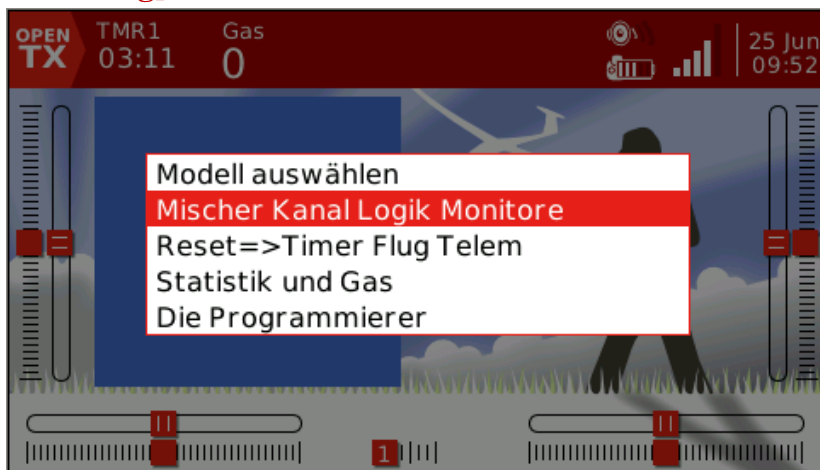 OPEN TX
TMR1
03:11
Gas
0
25 Jun
09:52
Modell auswählen
Mischer Kanal Logik Monitore
Reset=>Timer Flug Telem
Statistik und Gas
Die Programmierer
1